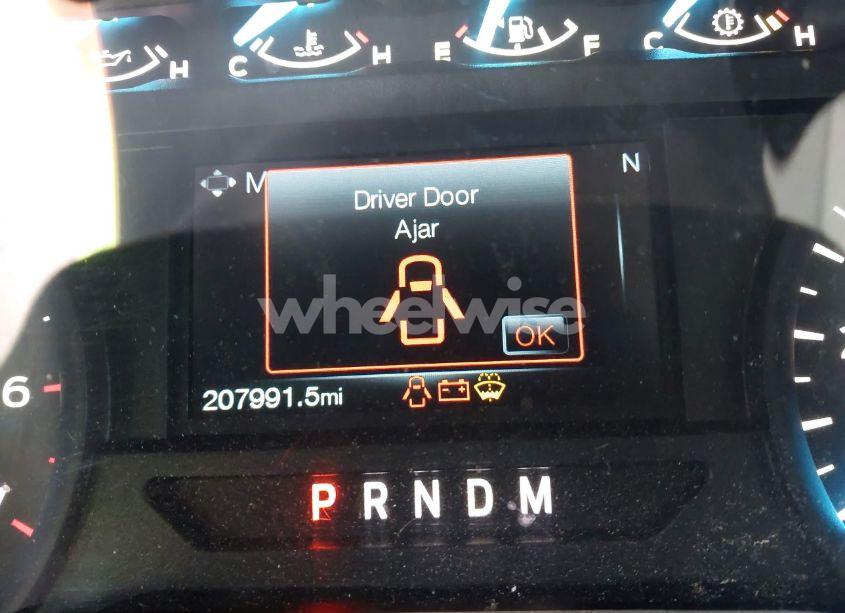 H
C H
E F
C H
M
N
Driver Door
Ajar
OK
wheelwise
207991.5mi
6
P R N D M